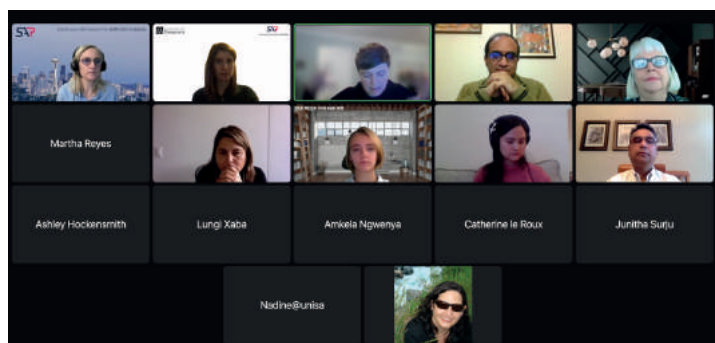 Martha Reyes
Ashley Hockensmith
Lungi Xaba
Amkela Ngwenya
Catherine le Roux
Junitha Surju
Nadine@unisa